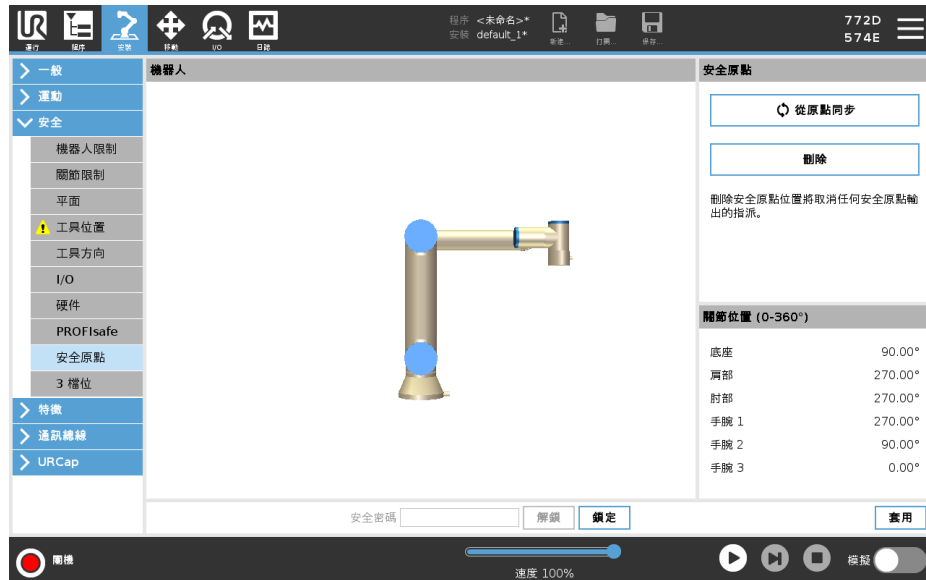 運行
程序
安裝
移動
I/O
日誌
程序 <未命名>*
安裝 default_1*
新建...
打開...
保存...
772D
574E
一般
運動
安全
機器人限制
關節限制
平面
工具位置
工具方向
I/O
硬件
PROFIsafe
安全原點
3 檔位
特徵
通訊總線
URCap
機器人
安全原點
從原點同步
刪除
刪除安全原點位置將取消任何安全原點輸
出的指派。
關節位置 (0-360°)
底座 90.00°
肩部 270.00°
肘部 270.00°
手腕 1 270.00°
手腕 2 90.00°
手腕 3 0.00°
安全密碼 解鎖 鎖定 套用
關機
速度 100%
模擬